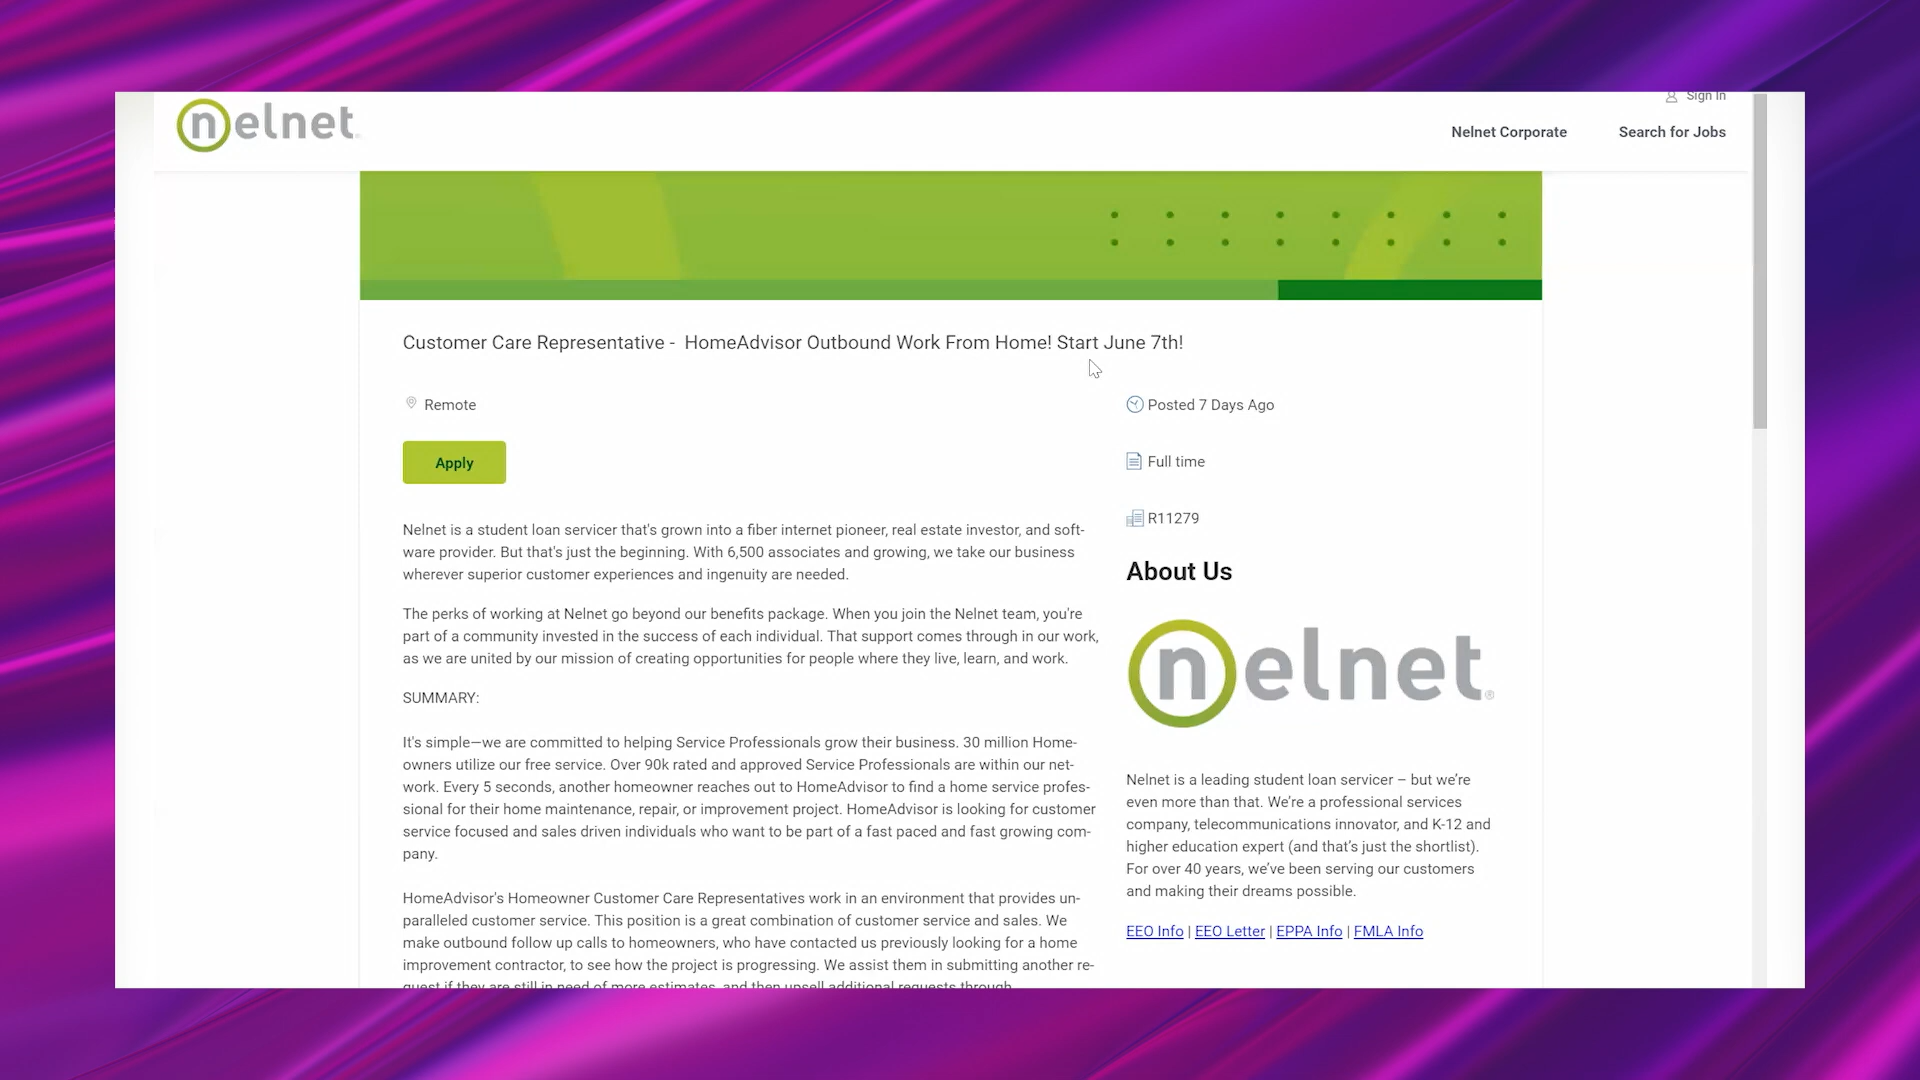 nelnet
Sign In
Nelnet Corporate
Search for Jobs
Customer Care Representative - HomeAdvisor Outbound Work From Home! Start June 7th!
Remote
Apply
Nelnet is a student loan servicer that's grown into a fiber internet pioneer, real estate investor, and soft-
ware provider. But that's just the beginning. With 6,500 associates and growing, we take our business
wherever superior customer experiences and ingenuity are needed.
The perks of working at Nelnet go beyond our benefits package. When you join the Nelnet team, you're
part of a community invested in the success of each individual. That support comes through in our work,
as we are united by our mission of creating opportunities for people where they live, learn, and work.
SUMMARY:
It's simple—we are committed to helping Service Professionals grow their business. 30 million Home-
owners utilize our free service. Over 90k rated and approved Service Professionals are within our net-
work. Every 5 seconds, another homeowner reaches out to HomeAdvisor to find a home service profes-
sional for their home maintenance, repair, or improvement project. HomeAdvisor is looking for customer
service focused and sales driven individuals who want to be part of a fast paced and fast growing com-
pany.
HomeAdvisor's Homeowner Customer Care Representatives work in an environment that provides un-
paralleled customer service. This position is a great combination of customer service and sales. We
make outbound follow up calls to homeowners, who have contacted us previously looking for a home
improvement contractor, to see how the project is progressing. We assist them in submitting another re-
quest if they are still in need of more estimates, and then upsell additional requests through
Posted 7 Days Ago
Full time
R11279
About Us
nelnet®
Nelnet is a leading student loan servicer – but we’re
even more than that. We’re a professional services
company, telecommunications innovator, and K-12 and
higher education expert (and that’s just the shortlist).
For over 40 years, we’ve been serving our customers
and making their dreams possible.
EEO Info | EEO Letter | EPPA Info | FMLA Info